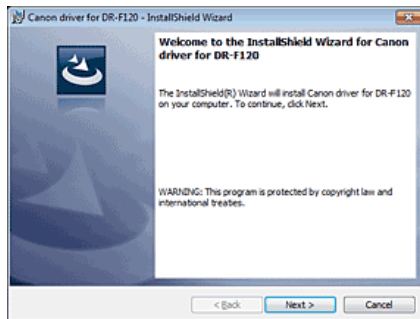 Canon driver for DR-F120 - InstallShield Wizard
Welcome to the InstallShield Wizard for Canon
driver for DR-F120
The InstallShield(R) Wizard will install Canon driver for DR-F120
on your computer. To continue, click Next.
WARNING: This program is protected by copyright law and
international treaties.
< Back
Next >
Cancel